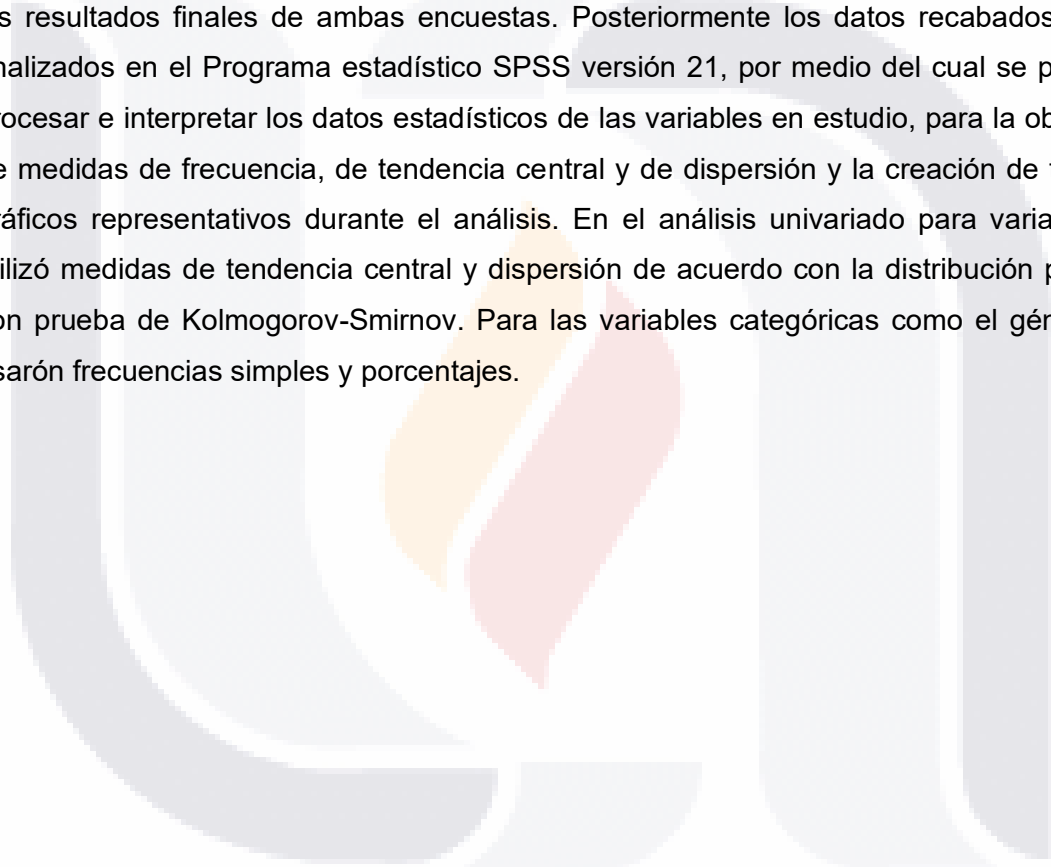 s resultados finales de ambas encuestas. Posteriormente los datos recabados
nalizados en el Programa estadístico SPSS versión 21, por medio del cual se p
rocesar e interpretar los datos estadísticos de las variables en estudio, para la ob
e medidas de frecuencia, de tendencia central y de dispersión y la creación de
ráficos representativos durante el análisis. En el análisis univariado para varia
ilizó medidas de tendencia central y dispersión de acuerdo con la distribución p
on prueba de Kolmogorov-Smirnov. Para las variables categóricas como el gén
sarón frecuencias simples y porcentajes.